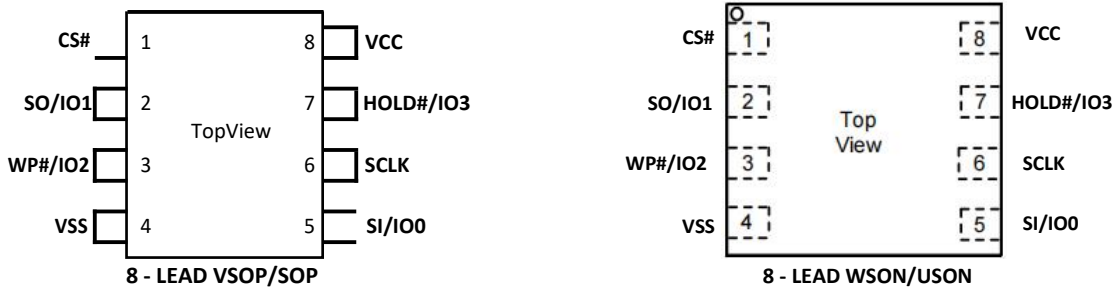 CS# 1 8 VCC
SO/IO1 2 7 HOLD#/IO3
TopView
WP#/IO2 3 6 SCLK
VSS 4 5 SI/IO0
8 - LEAD VSOP/SOP
CS# 1 8 VCC
SO/IO1 2 7 HOLD#/IO3
Top
View
WP#/IO2 3 6 SCLK
VSS 4 5 SI/IO0
8 - LEAD WSON/USON